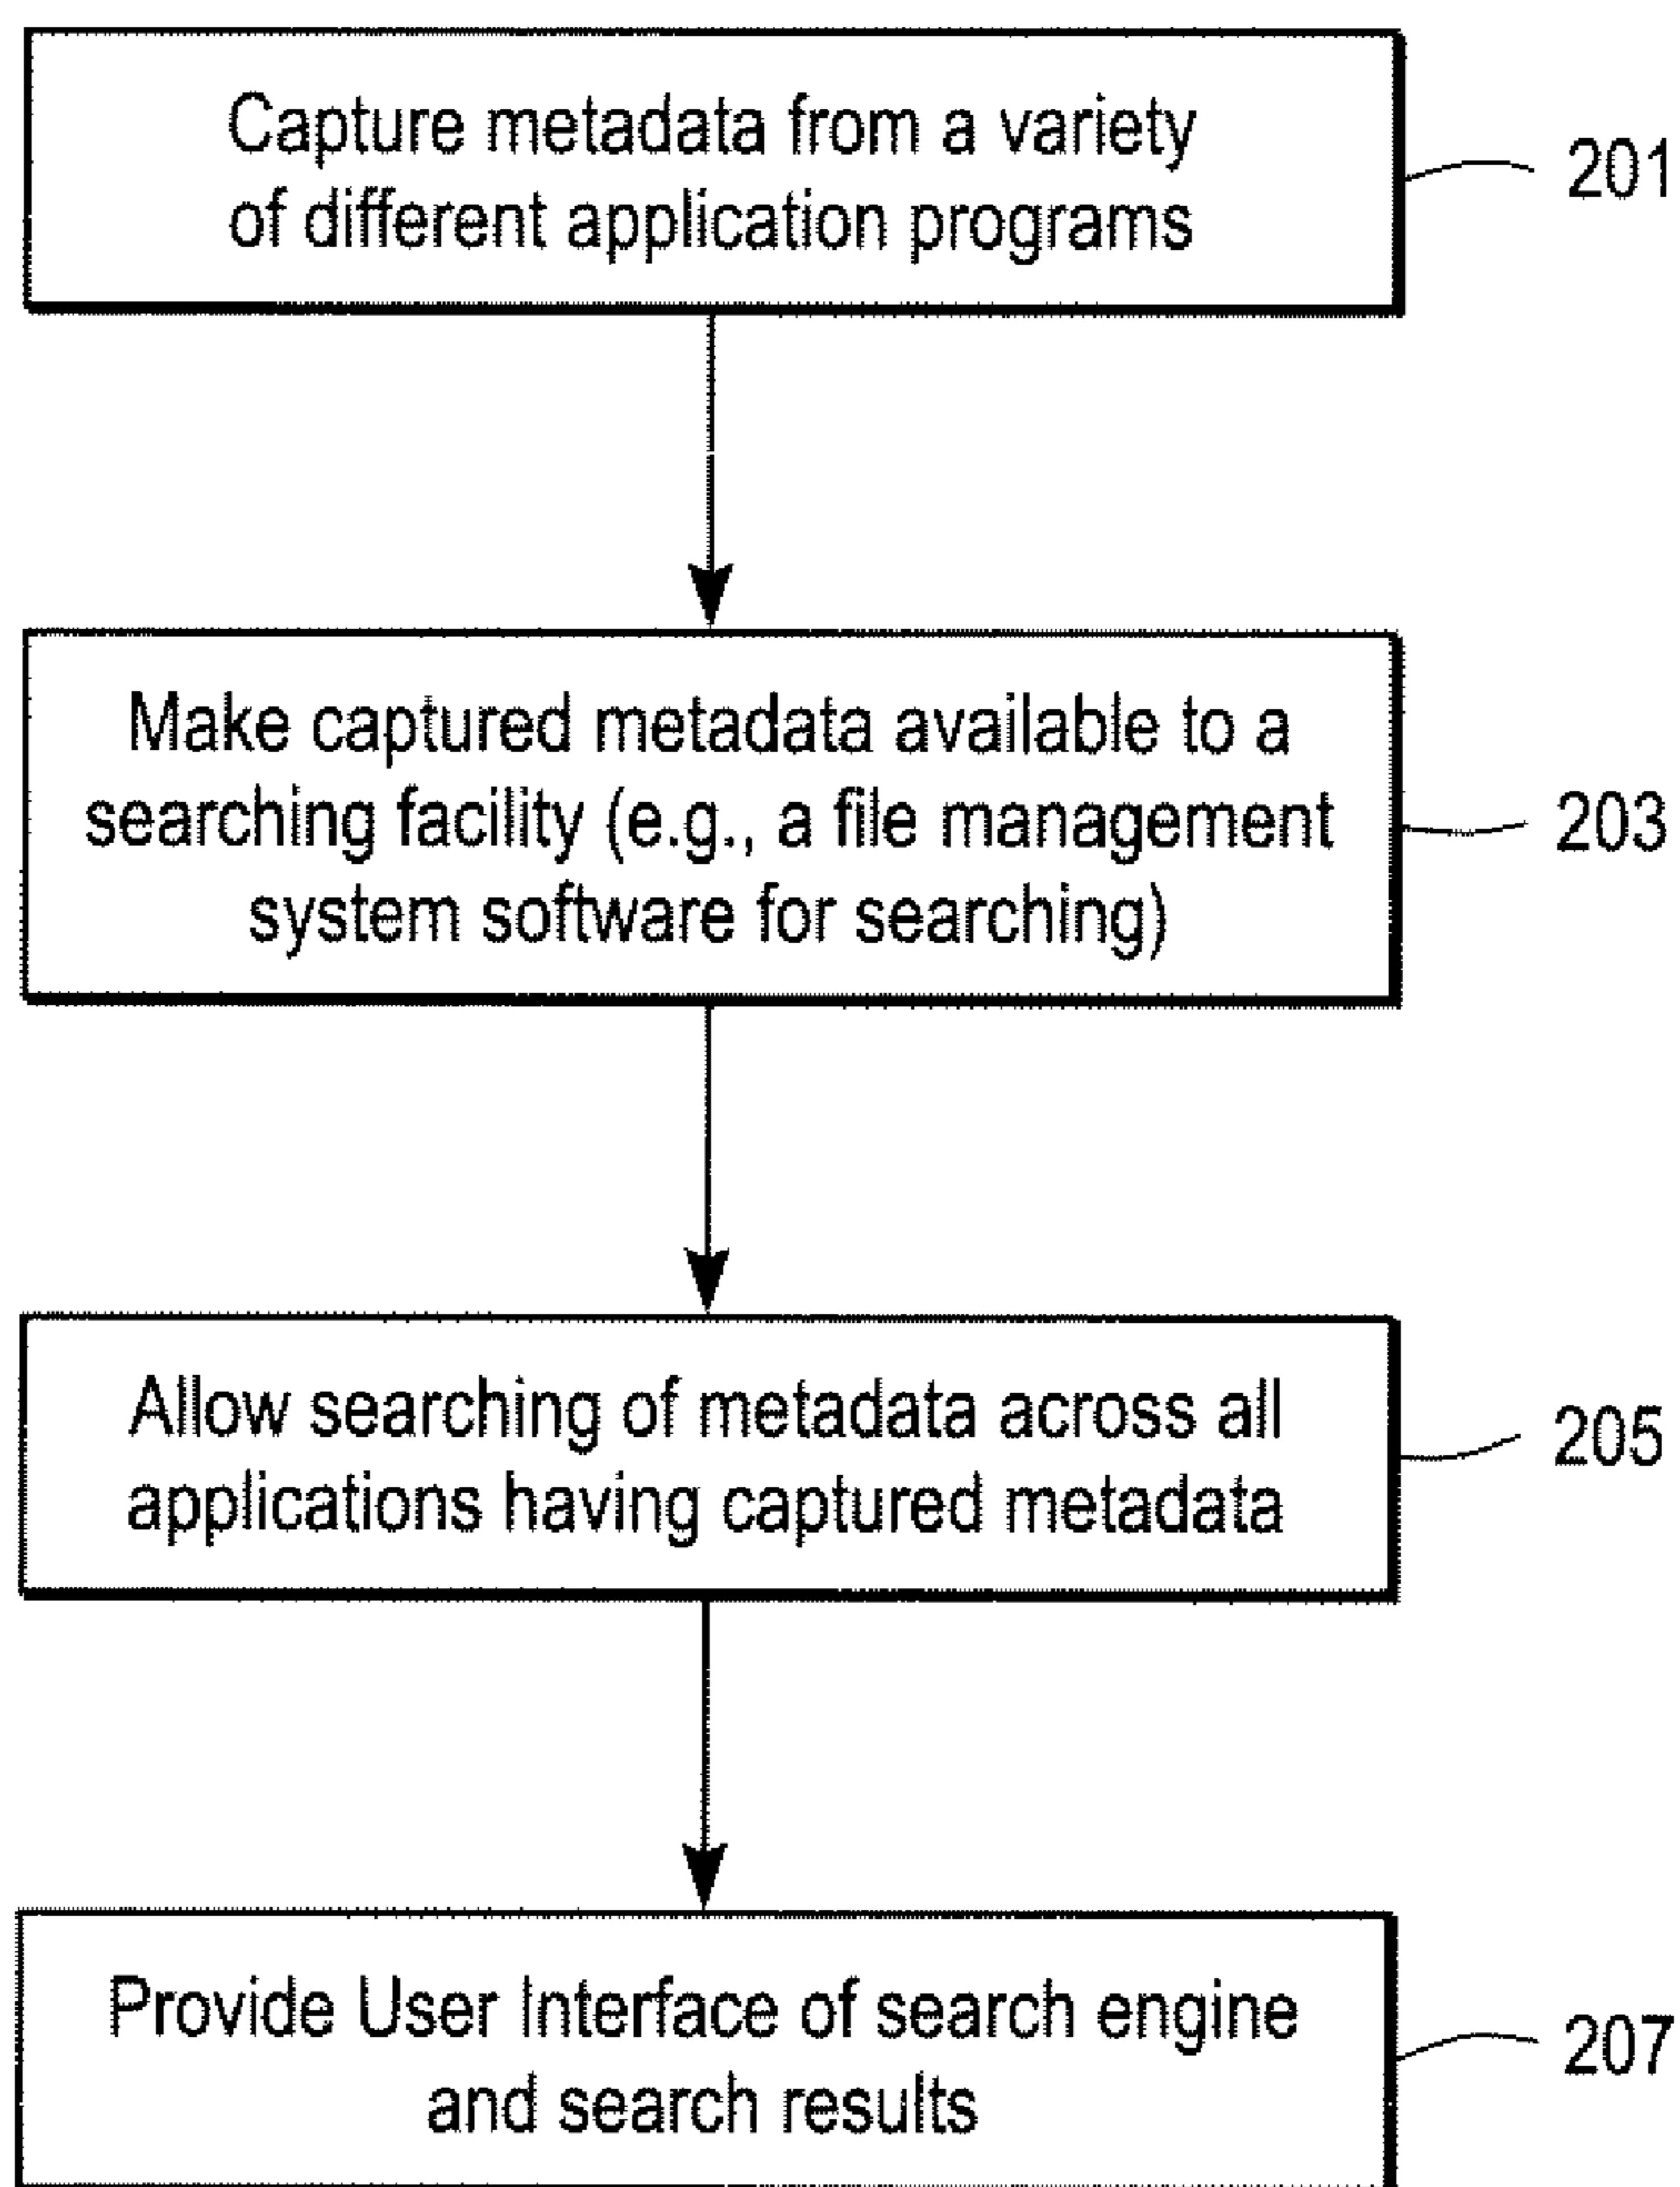 Capture metadata from a variety
of different application programs
201
Make captured metadata available to a
searching facility (e.g., a file management
system software for searching)
203
Allow searching of metadata across all
applications having captured metadata
205
Provide User Interface of search engine
and search results
207